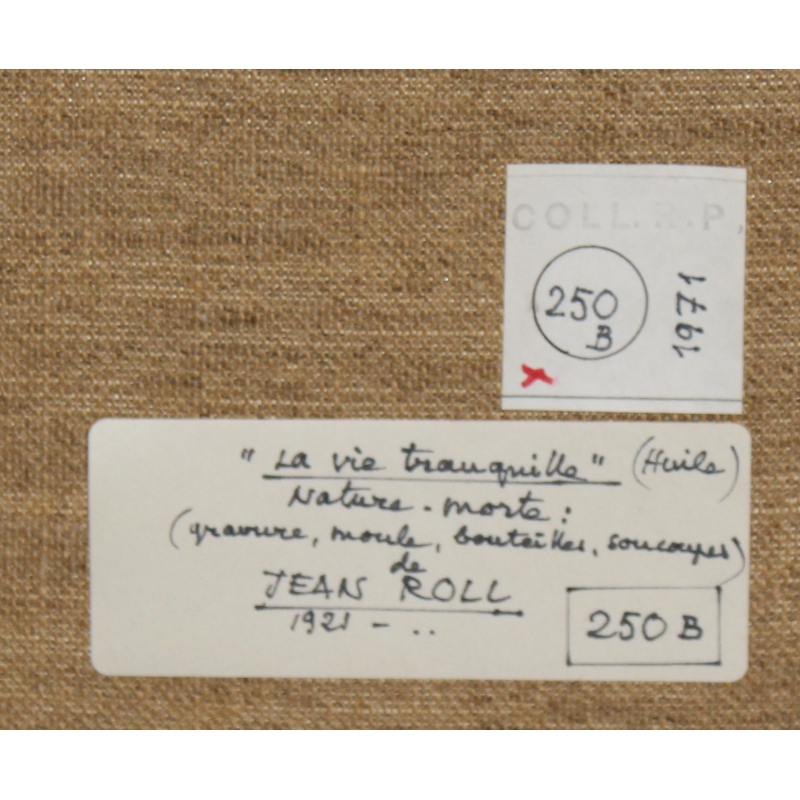 COLL. R. P.
250
B
1971
"La vie tranquille" (Huile)
Nature-morte:
(gravure, moule, bouteilles, soucoupes)
de
JEAN ROLL
1921 - ..
250 B